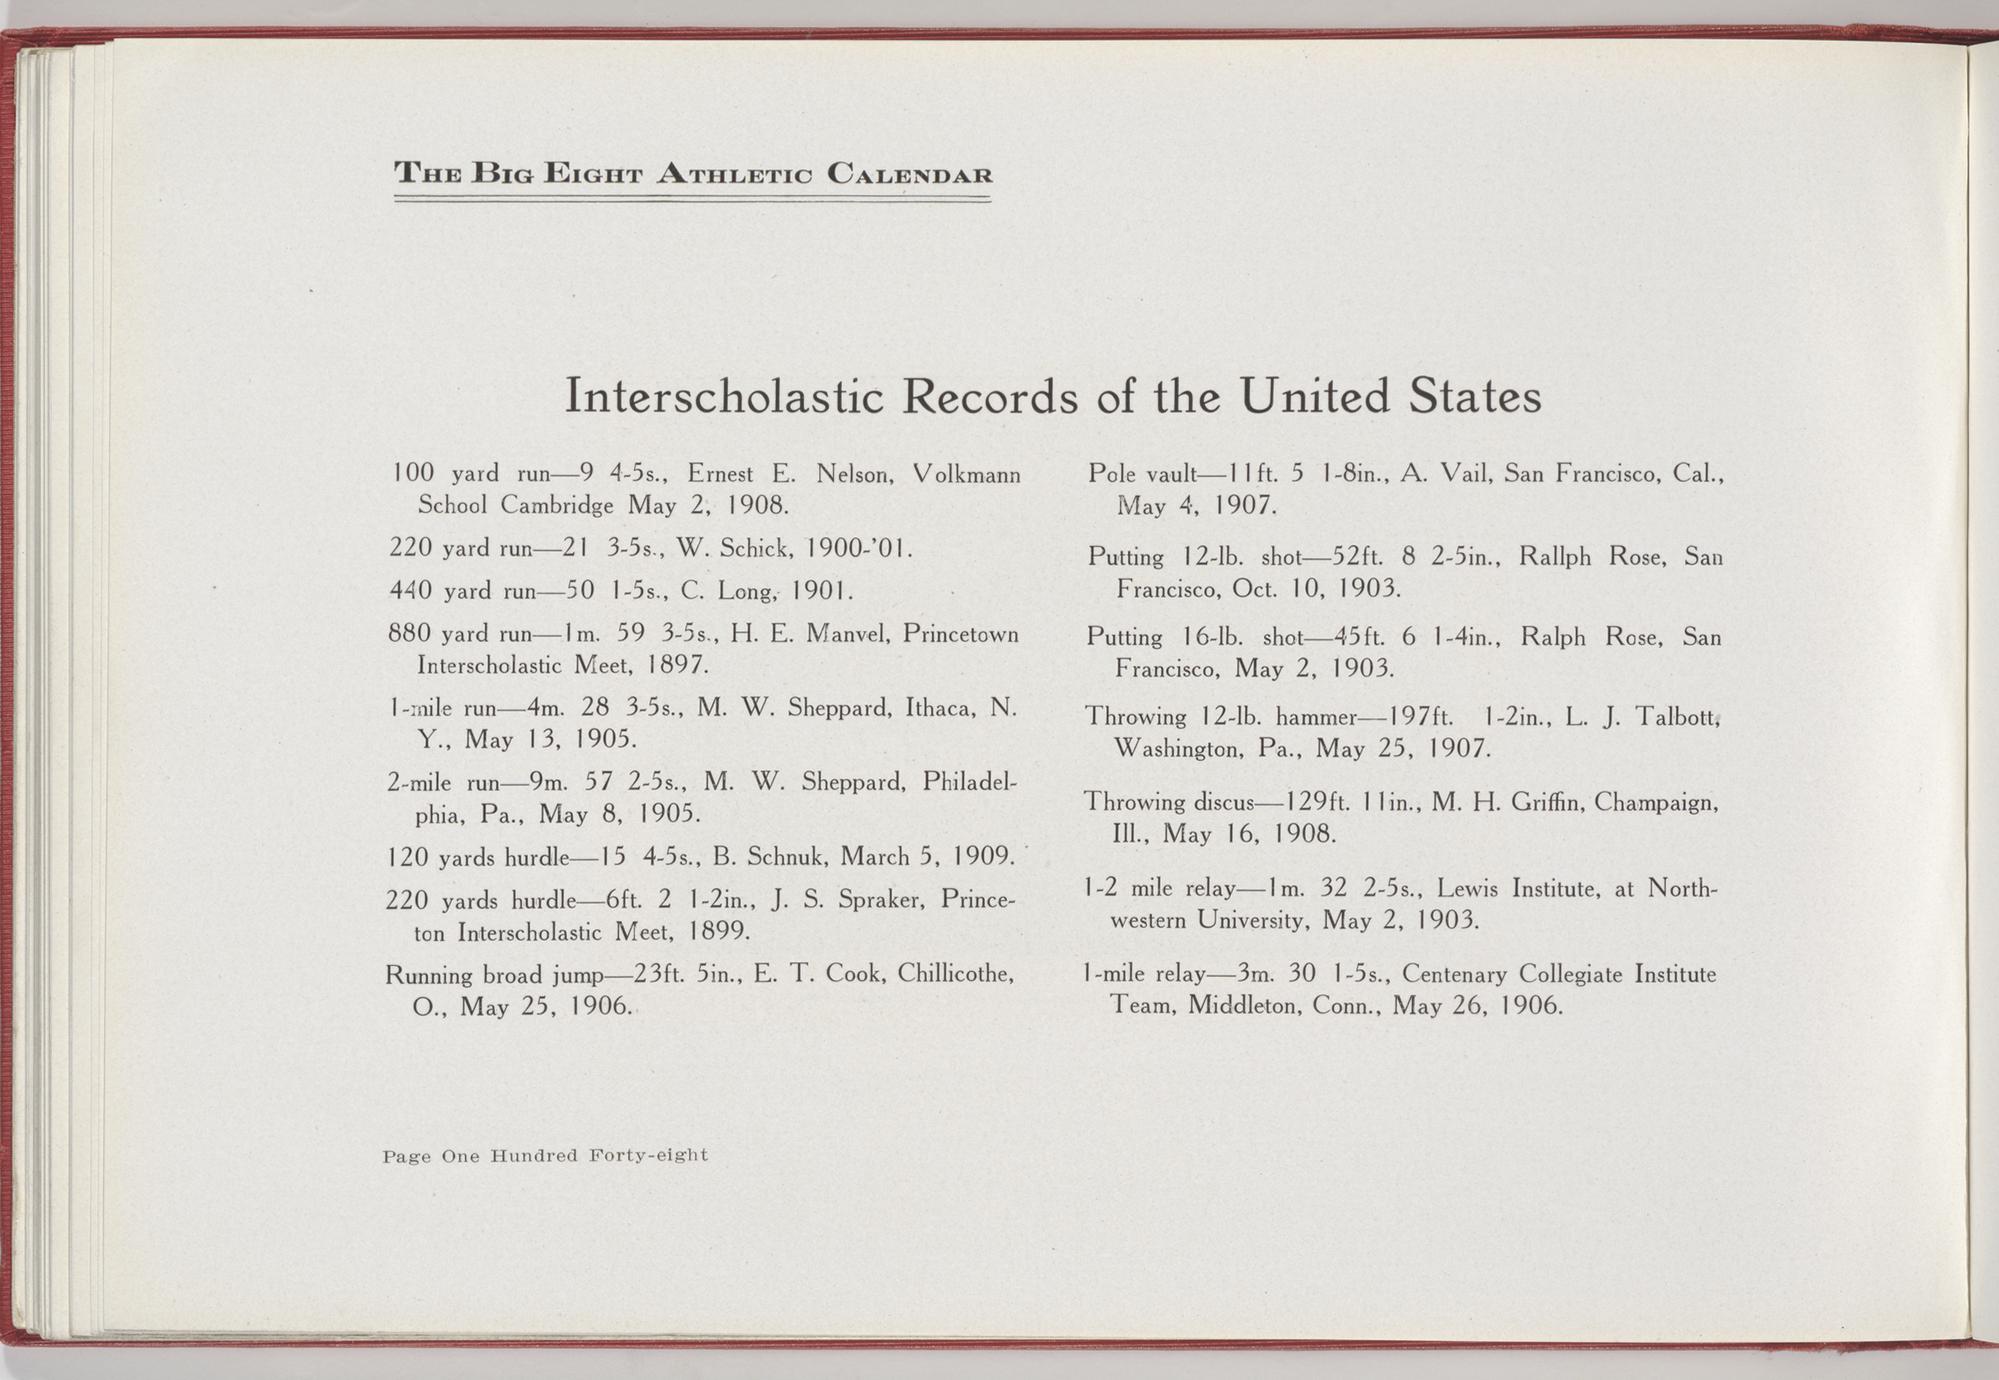 THE BIG EIGHT ATHLETIC CALENDAR
Interscholastic Records of the United States
100 yard run—9 4-5s., Ernest E. Nelson, Volkmann
School Cambridge May 2, 1908.
220 yard run—21 3-5s., W. Schick, 1900-'01.
440 yard run—50 1-5s., C. Long, 1901.
880 yard run—1m. 59 3-5s., H. E. Manvel, Princetown
Interscholastic Meet, 1897.
1-mile run—4m. 28 3-5s., M. W. Sheppard, Ithaca, N.
Y., May 13, 1905.
2-mile run—9m. 57 2-5s., M. W. Sheppard, Philadel-
phia, Pa., May 8, 1905.
120 yards hurdle—15 4-5s., B. Schnuk, March 5, 1909.
220 yards hurdle—6ft. 2 1-2in., J. S. Spraker, Prince-
ton Interscholastic Meet, 1899.
Running broad jump—23ft. 5in., E. T. Cook, Chillicothe,
O., May 25, 1906.
Pole vault—11ft. 5 1-8in., A. Vail, San Francisco, Cal.,
May 4, 1907.
Putting 12-lb. shot—52ft. 8 2-5in., Rallph Rose, San
Francisco, Oct. 10, 1903.
Putting 16-lb. shot—45ft. 6 1-4in., Ralph Rose, San
Francisco, May 2, 1903.
Throwing 12-lb. hammer—197ft. 1-2in., L. J. Talbott,
Washington, Pa., May 25, 1907.
Throwing discus—129ft. 11in., M. H. Griffin, Champaign,
Ill., May 16, 1908.
1-2 mile relay—1m. 32 2-5s., Lewis Institute, at North-
western University, May 2, 1903.
1-mile relay—3m. 30 1-5s., Centenary Collegiate Institute
Team, Middleton, Conn., May 26, 1906.
Page One Hundred Forty-eight